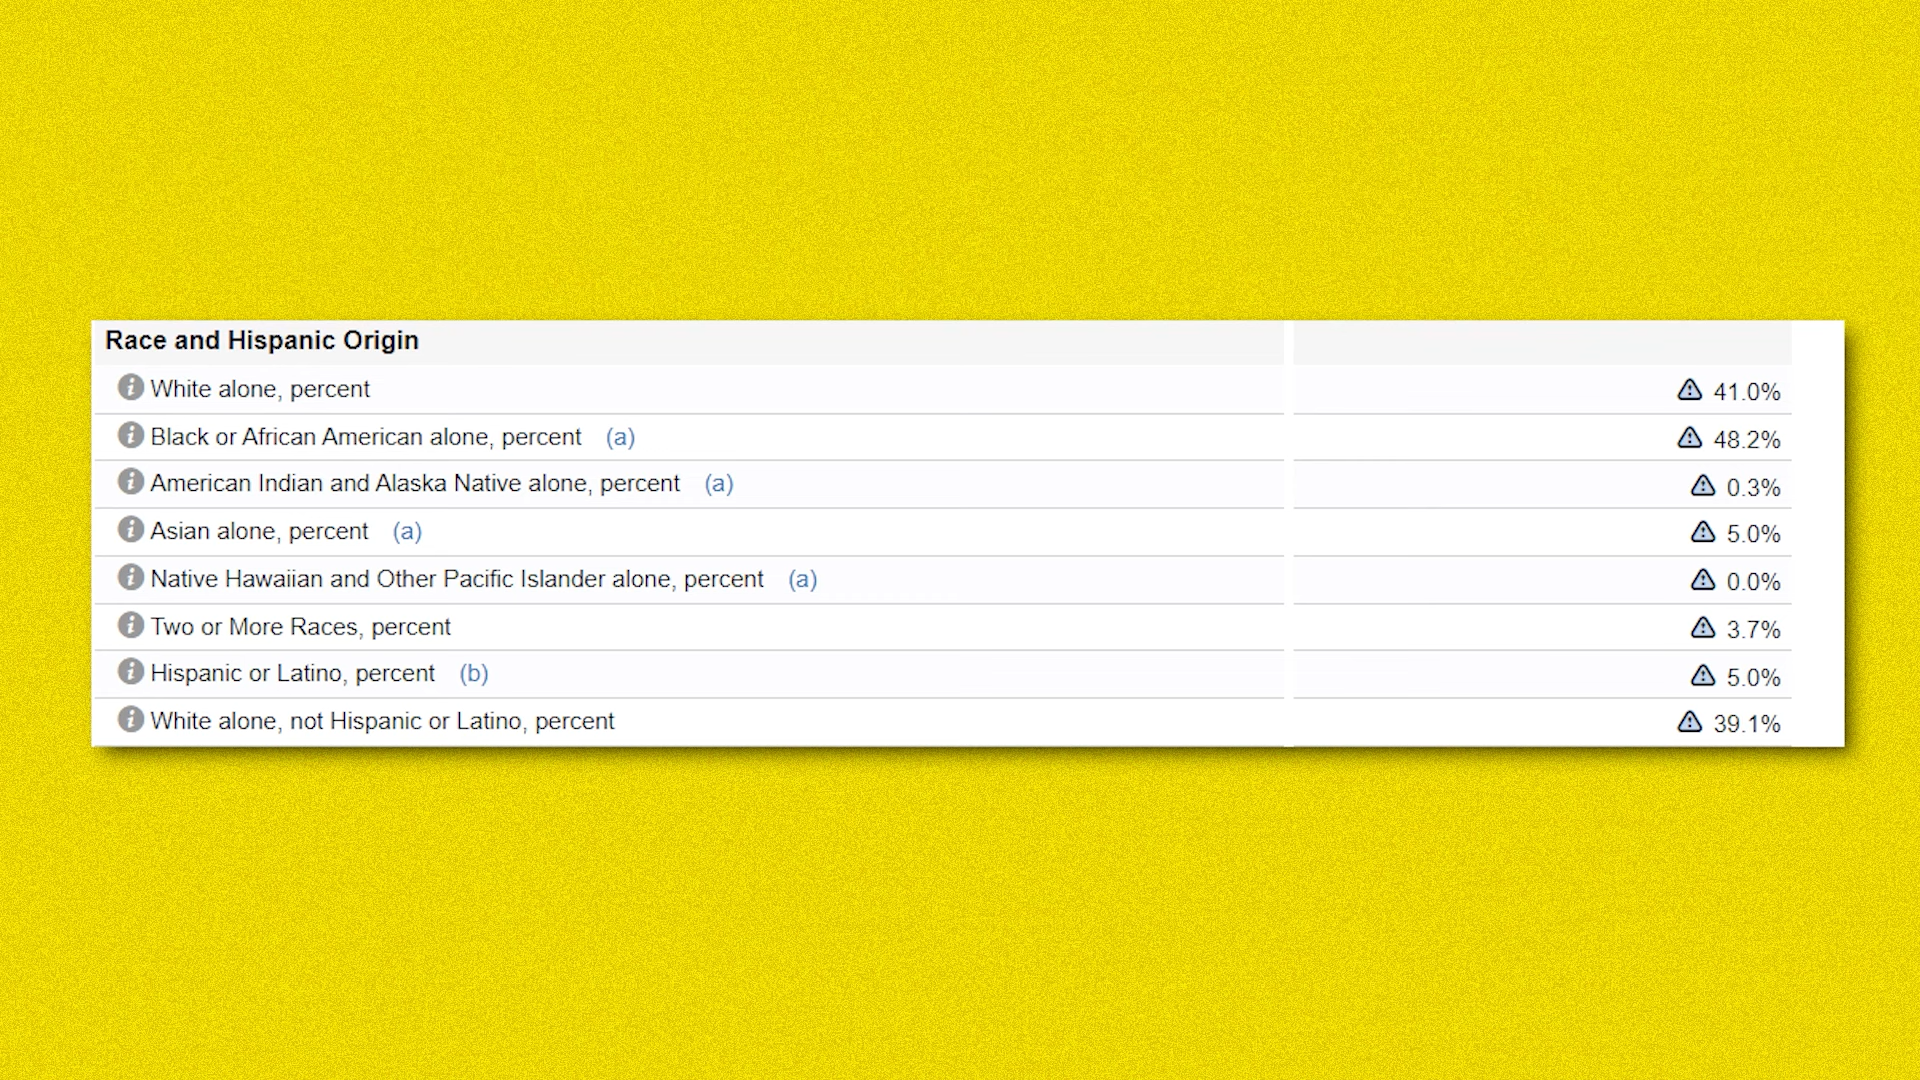 Race and Hispanic Origin
White alone, percent 41.0%
Black or African American alone, percent (a) 48.2%
American Indian and Alaska Native alone, percent (a) 0.3%
Asian alone, percent (a) 5.0%
Native Hawaiian and Other Pacific Islander alone, percent (a) 0.0%
Two or More Races, percent 3.7%
Hispanic or Latino, percent (b) 5.0%
White alone, not Hispanic or Latino, percent 39.1%